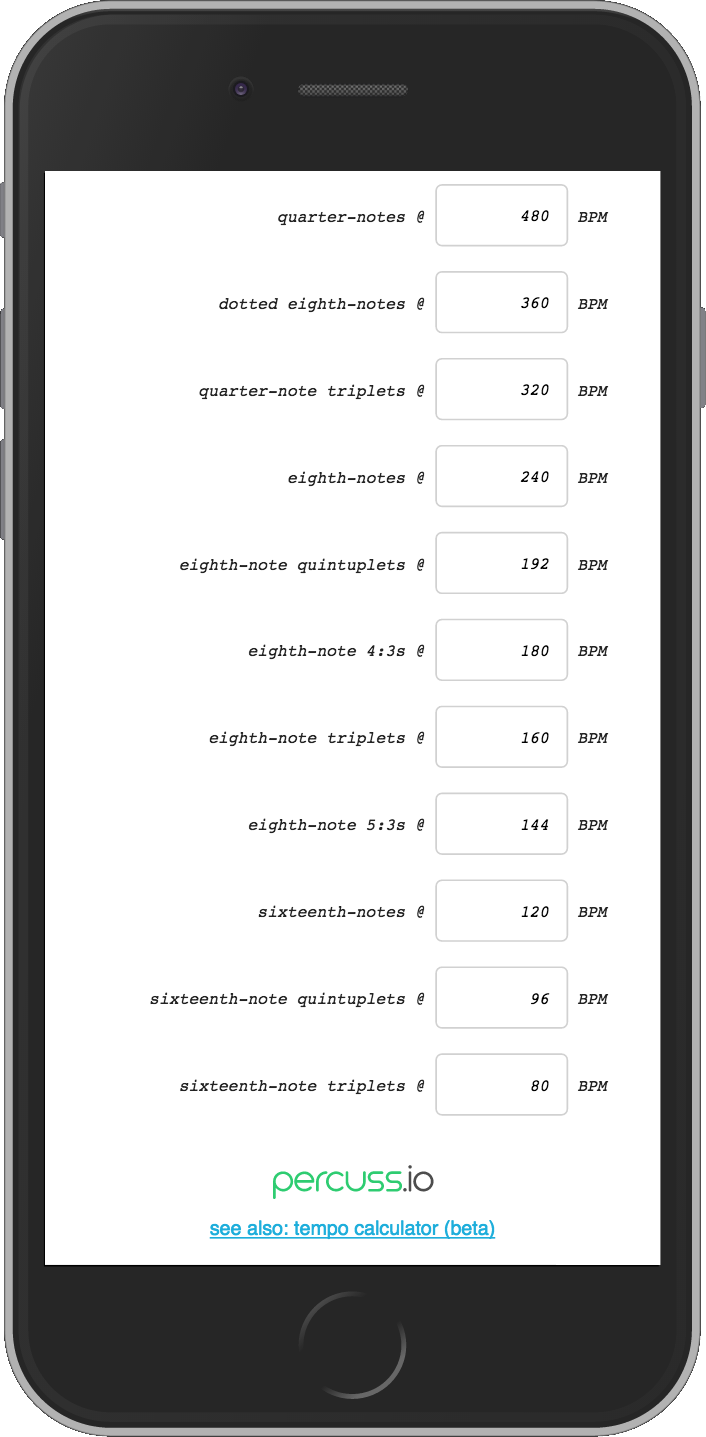 quarter-notes @ 480 BPM
dotted eighth-notes @ 360 BPM
quarter-note triplets @ 320 BPM
eighth-notes @ 240 BPM
eighth-note quintuplets @ 192 BPM
eighth-note 4:3s @ 180 BPM
eighth-note triplets @ 160 BPM
eighth-note 5:3s @ 144 BPM
sixteenth-notes @ 120 BPM
sixteenth-note quintuplets @ 96 BPM
sixteenth-note triplets @ 80 BPM
percuss.io
see also: tempo calculator (beta)